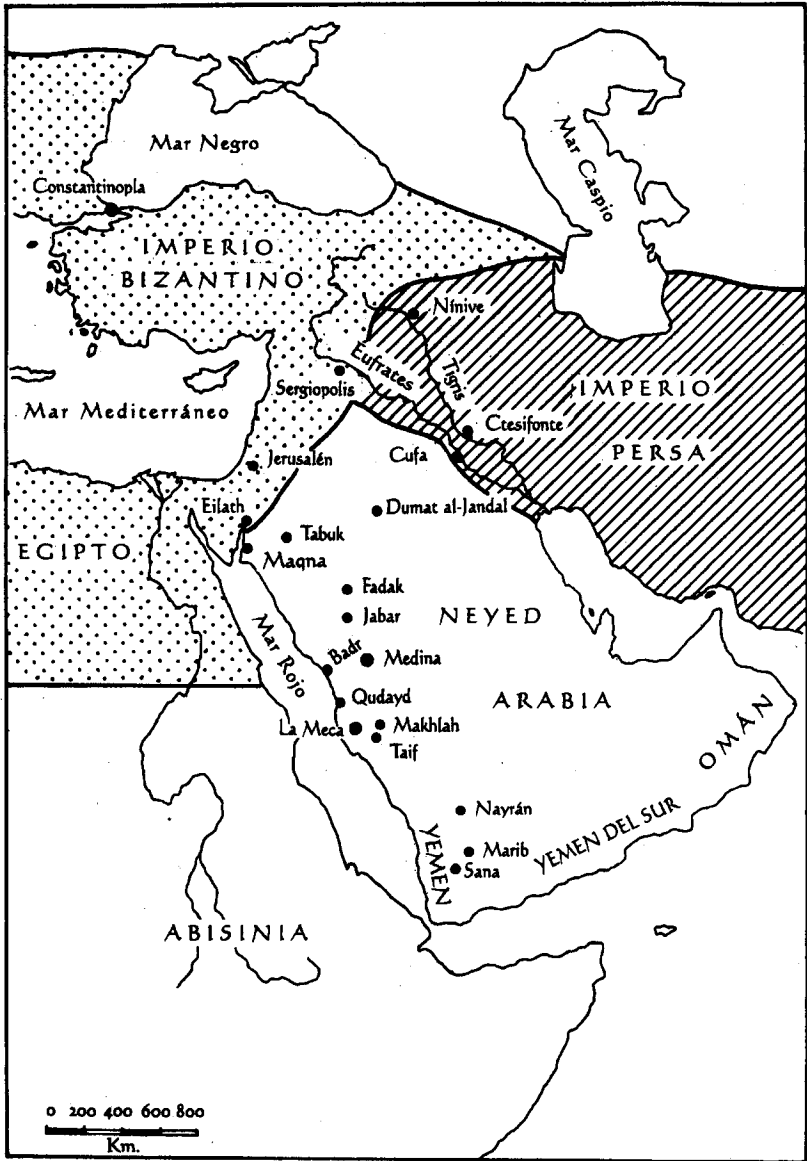 Mar Negro
Mar Caspio
Constantinopla
IMPERIO
BIZANTINO
Nínive
Eufrates
Tigris
Sergiopolis
IMPERIO
PERSA
Mar Mediterráneo
Ctesifonte
Cufa
Jerusalén
Eilath
Dumat al-Jandal
EGIPTO
Tabuk
Maqna
Fadak
NEYED
Jabar
Mar Rojo
Badr
Medina
Qudayd
ARABIA
La Meca
Makhlah
Taif
OMÁN
Nayrán
YEMEN
YEMEN DEL SUR
Marib
Sana
ABISINIA
0 200 400 600 800
Km.